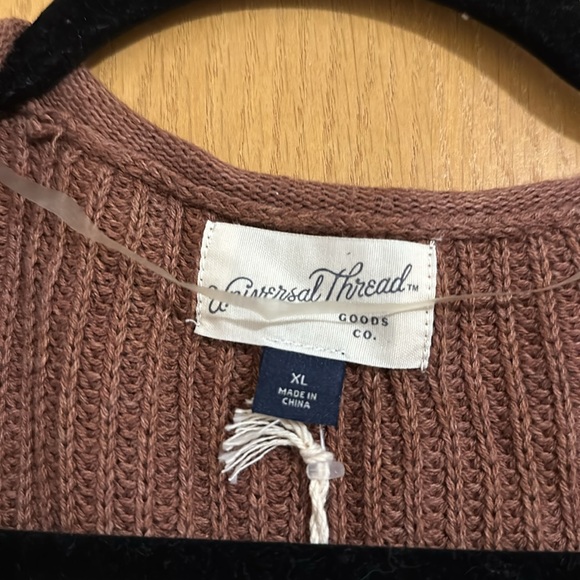 Universal Thread™
GOODS
CO.
XL
MADE IN
CHINA